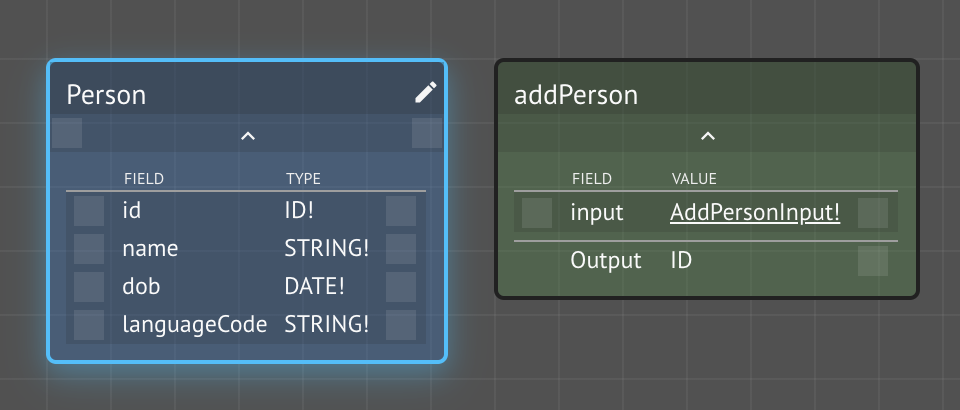 Person
FIELD TYPE
id ID!
name STRING!
dob DATE!
languageCode STRING!
addPerson
FIELD VALUE
input AddPersonInput!
Output ID